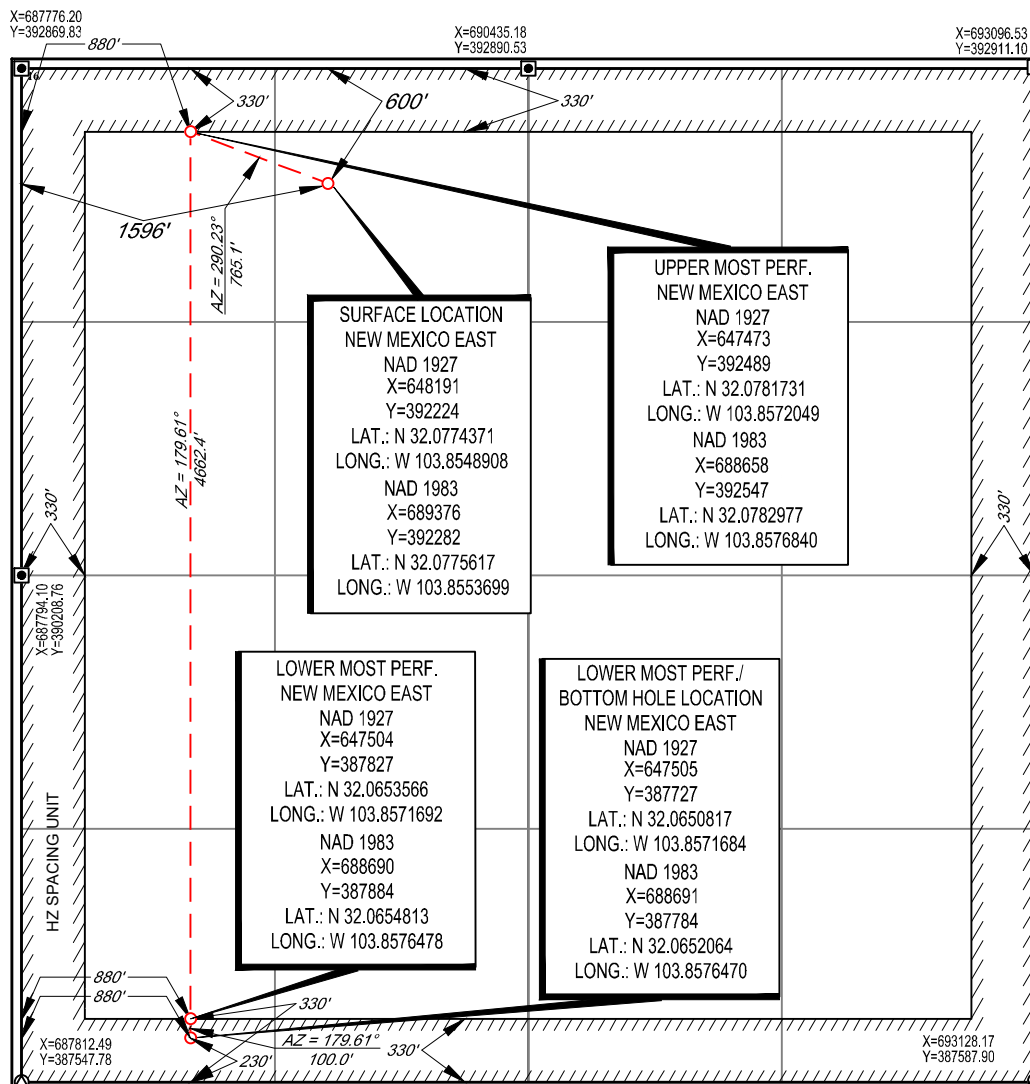 X=687776.20
Y=392869.83
X=690435.18
Y=392890.53
X=693096.53
Y=392911.10
880'
330'
600'
330'
1596'
AZ = 290.23°
765.1'
UPPER MOST PERF.
NEW MEXICO EAST
NAD 1927
X=647473
Y=392489
LAT.: N 32.0781731
LONG.: W 103.8572049
NAD 1983
X=688658
Y=392547
LAT.: N 32.0782977
LONG.: W 103.8576840
SURFACE LOCATION
NEW MEXICO EAST
NAD 1927
X=648191
Y=392224
LAT.: N 32.0774371
LONG.: W 103.8548908
NAD 1983
X=689376
Y=392282
LAT.: N 32.0775617
LONG.: W 103.8553699
AZ = 179.61°
4662.4'
330'
330'
X=687794.10
Y=390208.76
LOWER MOST PERF.
NEW MEXICO EAST
NAD 1927
X=647504
Y=387827
LAT.: N 32.0653566
LONG.: W 103.8571692
NAD 1983
X=688690
Y=387884
LAT.: N 32.0654813
LONG.: W 103.8576478
LOWER MOST PERF./
BOTTOM HOLE LOCATION
NEW MEXICO EAST
NAD 1927
X=647505
Y=387727
LAT.: N 32.0650817
LONG.: W 103.8571684
NAD 1983
X=688691
Y=387784
LAT.: N 32.0652064
LONG.: W 103.8576470
HZ SPACING UNIT
880'
880'
330'
AZ = 179.61°
100.0'
330'
230'
X=687812.49
Y=387547.78
X=693128.17
Y=387587.90